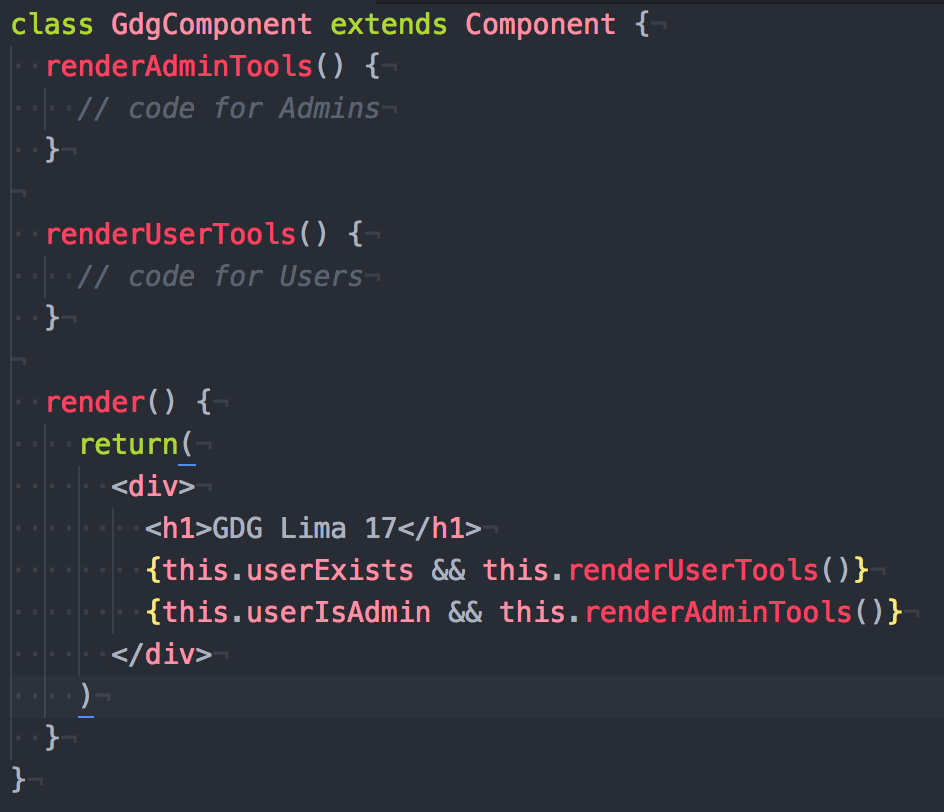 class GdgComponent extends Component {
  renderAdminTools() {
    // code for Admins
  }

  renderUserTools() {
    // code for Users
  }

  render() {
    return(
      <div>
        <h1>GDG Lima 17</h1>
        {this.userExists && this.renderUserTools()}
        {this.userIsAdmin && this.renderAdminTools()}
      </div>
    )
  }
}